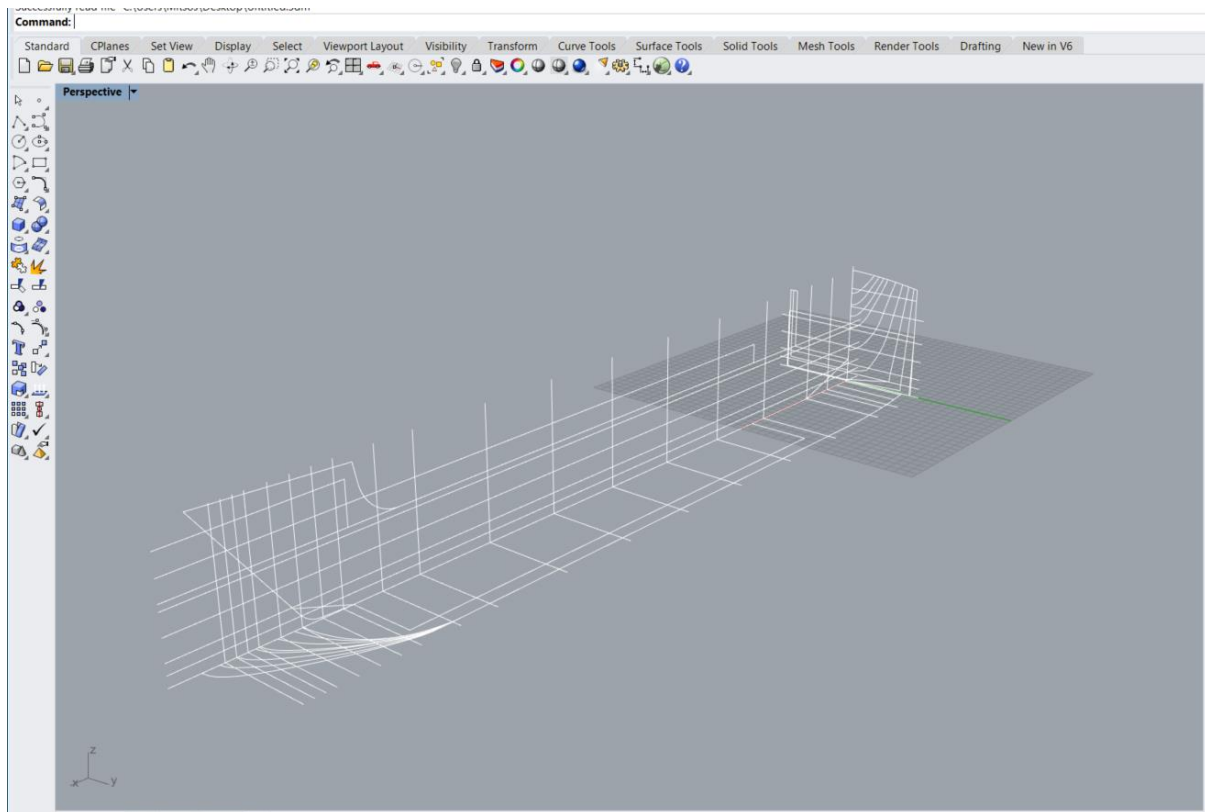 Command:
Standard CPlanes Set View Display Select Viewport Layout Visibility Transform Curve Tools Surface Tools Solid Tools Mesh Tools Render Tools Drafting New in V6
Perspective
z
x y